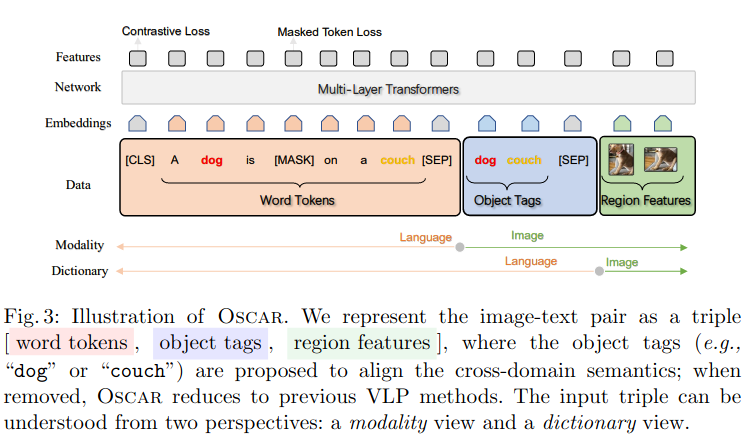 Contrastive Loss Masked Token Loss
Features
Network Multi-Layer Transformers
Embeddings
Data [CLS] A dog is [MASK] on a couch [SEP] dog couch [SEP]
Word Tokens Object Tags Region Features
Modality Language Image
Dictionary Language Image
Fig. 3: Illustration of OSCAR. We represent the image-text pair as a triple
[ word tokens , object tags , region features ], where the object tags (e.g.,
“dog” or “couch”) are proposed to align the cross-domain semantics; when
removed, OSCAR reduces to previous VLP methods. The input triple can be
understood from two perspectives: a modality view and a dictionary view.